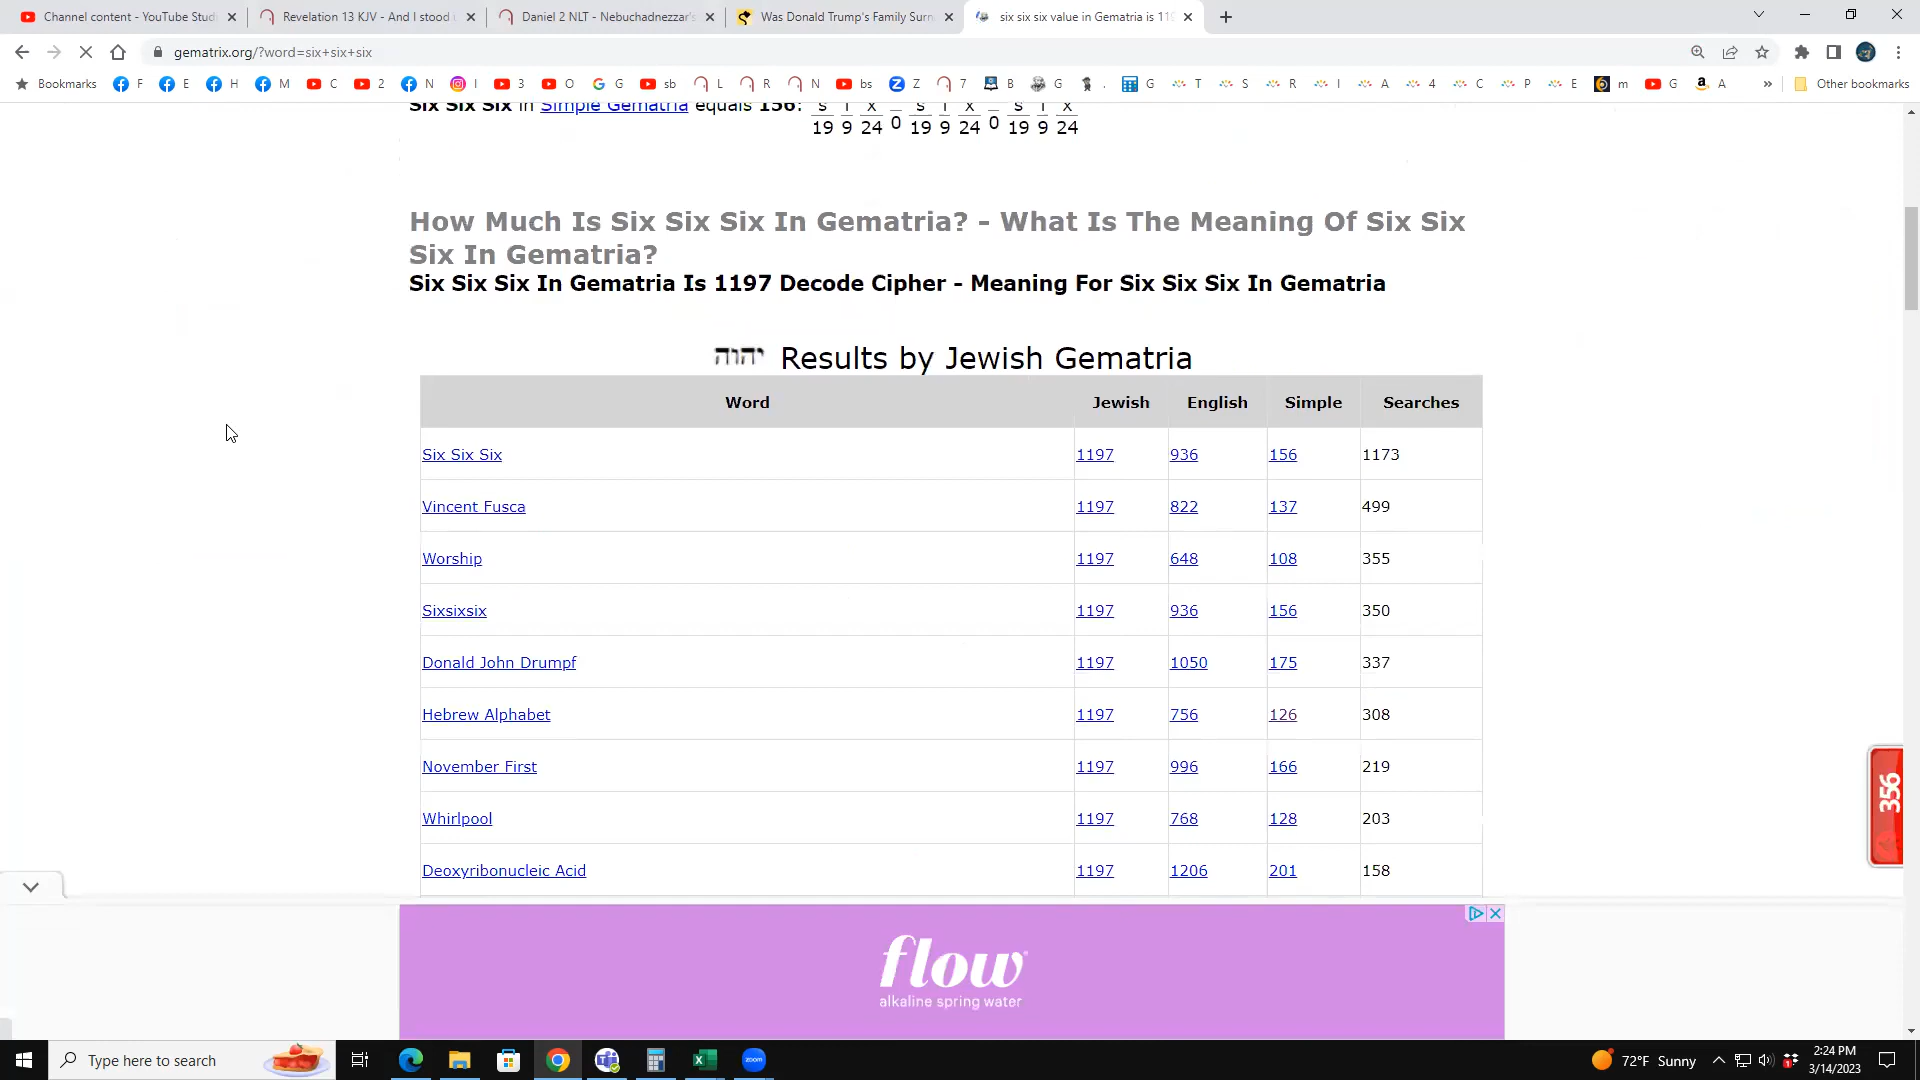 Channel content - YouTube Stud
Revelation 13 KJV - And I stood
Daniel 2 NLT - Nebuchadnezzar's
Was Donald Trump's Family Surn
six six six value in Gematria is 119
gematrix.org/?word=six+six+six
Bookmarks F E H M C 2 N I 3 O G sb L R N bs Z 7 B G . G T S R I A 4 C P E m G A » Other bookmarks
Six Six Six in Simple Gematria equals 156: s i x _ s i x _ s i x
19 9 24 0 19 9 24 0 19 9 24
How Much Is Six Six Six In Gematria? - What Is The Meaning Of Six Six
Six In Gematria?
Six Six Six In Gematria Is 1197 Decode Cipher - Meaning For Six Six Six In Gematria
יהוה Results by Jewish Gematria
Word Jewish English Simple Searches
Six Six Six 1197 936 156 1173
Vincent Fusca 1197 822 137 499
Worship 1197 648 108 355
Sixsixsix 1197 936 156 350
Donald John Drumpf 1197 1050 175 337
Hebrew Alphabet 1197 756 126 308
November First 1197 996 166 219
Whirlpool 1197 768 128 203
Deoxyribonucleic Acid 1197 1206 201 158
356
flow
alkaline spring water
Type here to search
zoom
72°F Sunny
2:24 PM
3/14/2023